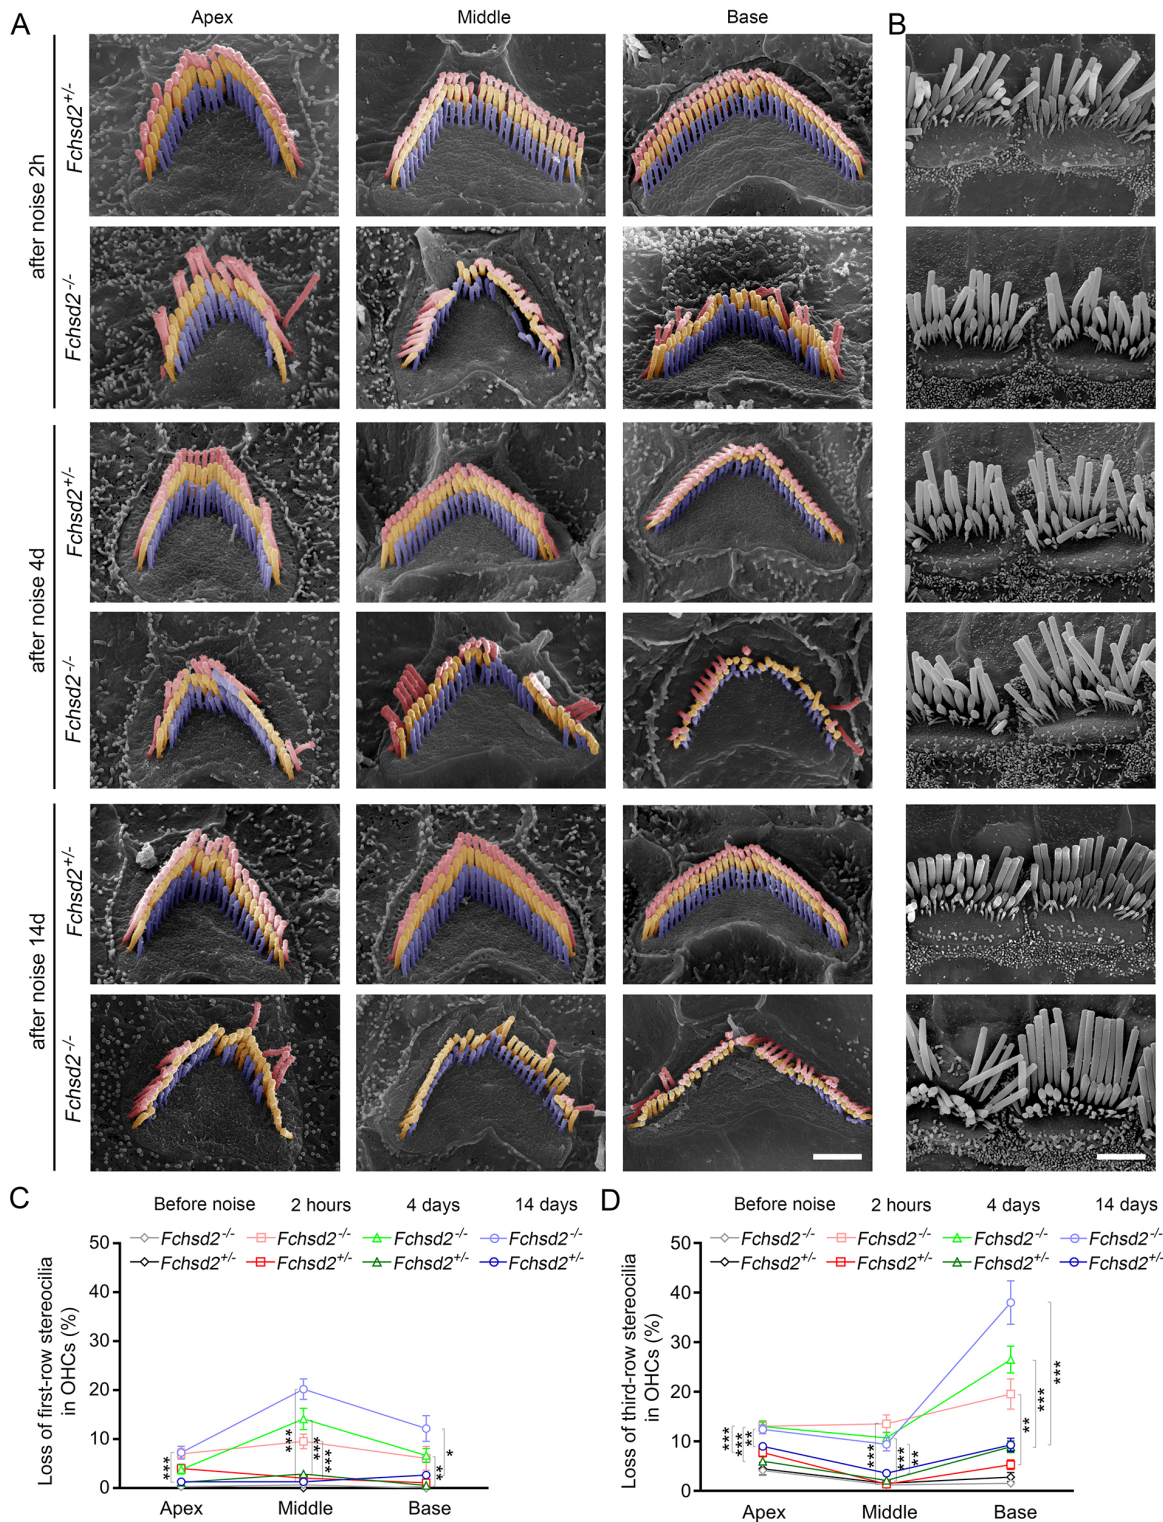 A
Apex
Middle
Base
B
after noise 2h
Fchsd2+/-
Fchsd2-/-
after noise 4d
Fchsd2+/-
Fchsd2-/-
after noise 14d
Fchsd2+/-
Fchsd2-/-
C
Before noise
2 hours
4 days
14 days
Fchsd2-/-
Fchsd2-/-
Fchsd2-/-
Fchsd2-/-
Fchsd2+/-
Fchsd2+/-
Fchsd2+/-
Fchsd2+/-
Loss of first-row stereocilia
in OHCs (%)
50
40
30
20
10
0
***
***
***
***
**
*
Apex
Middle
Base
D
Before noise
2 hours
4 days
14 days
Fchsd2-/-
Fchsd2-/-
Fchsd2-/-
Fchsd2-/-
Fchsd2+/-
Fchsd2+/-
Fchsd2+/-
Fchsd2+/-
Loss of third-row stereocilia
in OHCs (%)
50
40
30
20
10
0
***
***
**
***
***
**
**
***
***
Apex
Middle
Base